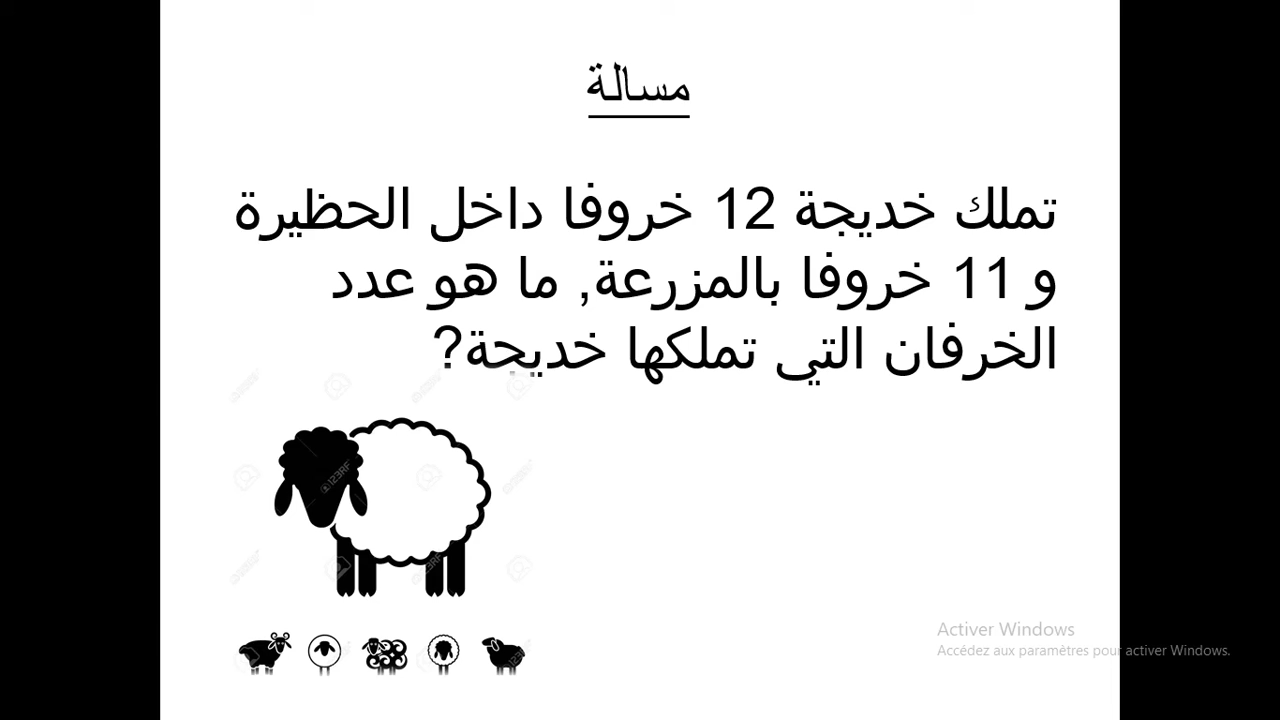 مسالة
تملك خديجة 12 خروفا داخل الحظيرة
و 11 خروفا بالمزرعة, ما هو عدد
الخرفان التي تملكها خديجة?
123RF
Activer Windows
Accédez aux paramètres pour activer Windows.